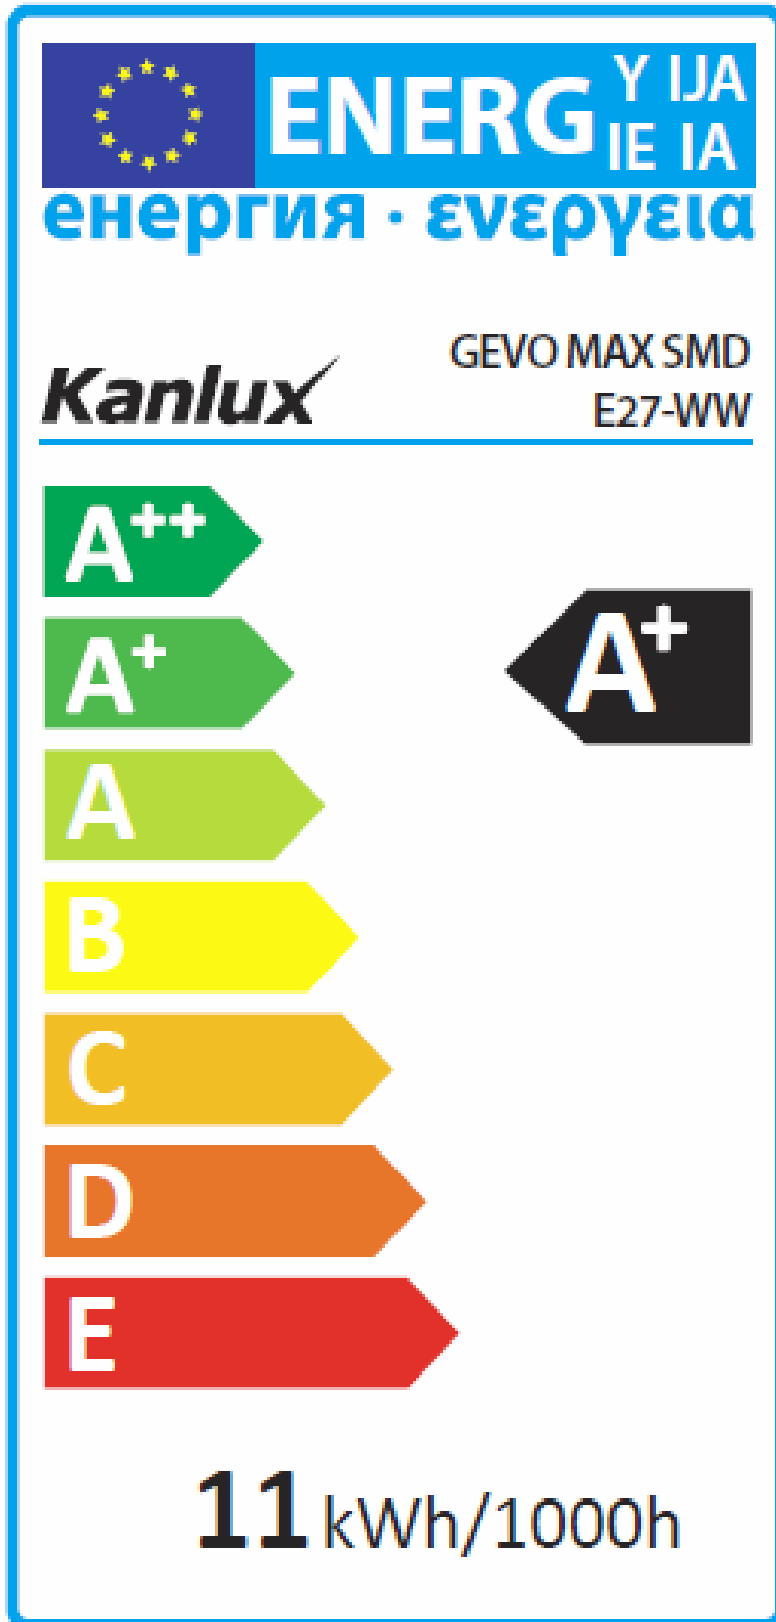 ENERG Y IJA
IE IA
енергия · ενεργεια
Kanlux
GEVO MAX SMD
E27-WW
A++
A+
A+
A
B
C
D
E
11 kWh/1000h